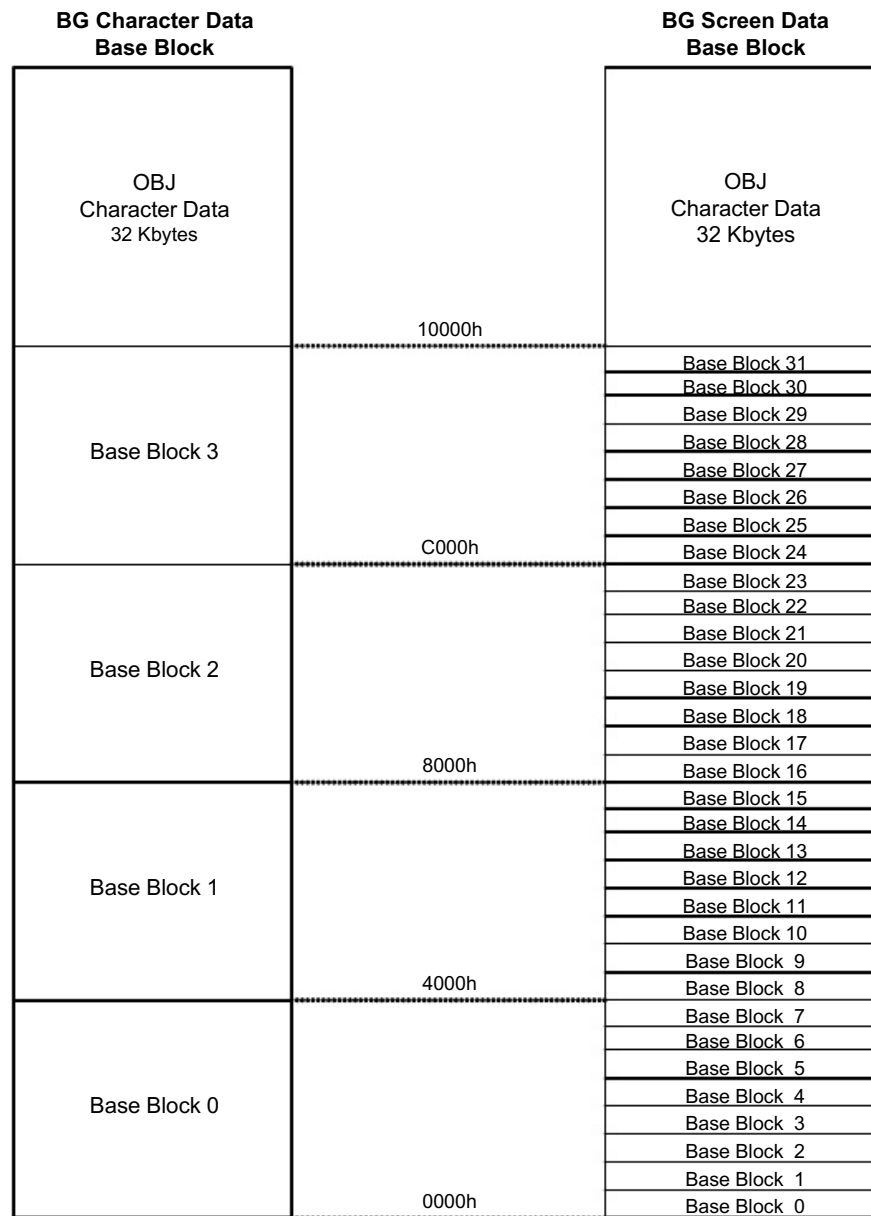 BG Character Data
Base Block
BG Screen Data
Base Block
OBJ
Character Data
32 Kbytes
OBJ
Character Data
32 Kbytes
10000h
Base Block 3
Base Block 31
Base Block 30
Base Block 29
Base Block 28
Base Block 27
Base Block 26
Base Block 25
Base Block 24
C000h
Base Block 2
Base Block 23
Base Block 22
Base Block 21
Base Block 20
Base Block 19
Base Block 18
Base Block 17
Base Block 16
8000h
Base Block 1
Base Block 15
Base Block 14
Base Block 13
Base Block 12
Base Block 11
Base Block 10
Base Block 9
Base Block 8
4000h
Base Block 0
Base Block 7
Base Block 6
Base Block 5
Base Block 4
Base Block 3
Base Block 2
Base Block 1
Base Block 0
0000h